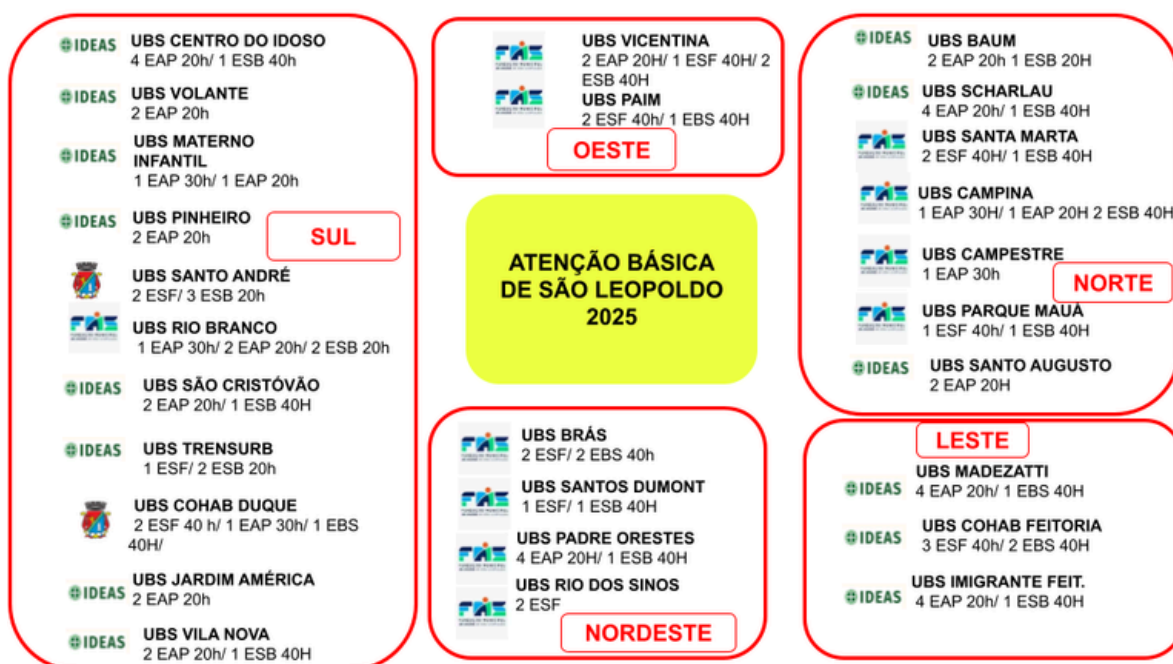 IDEAS UBS CENTRO DO IDOSO
4 EAP 20h/ 1 ESB 40h
IDEAS UBS VOLANTE
2 EAP 20h
IDEAS UBS MATERNO
INFANTIL
1 EAP 30h/ 1 EAP 20h
IDEAS UBS PINHEIRO
2 EAP 20h
SUL
UBS SANTO ANDRÉ
2 ESF/ 3 ESB 20h
UBS RIO BRANCO
1 EAP 30h/ 2 EAP 20h/ 2 ESB 20h
IDEAS UBS SÃO CRISTÓVÃO
2 EAP 20h/ 1 ESB 40H
IDEAS UBS TRENSURB
1 ESF/ 2 ESB 20h
UBS COHAB DUQUE
2 ESF 40 h/ 1 EAP 30h/ 1 EBS
40H/
IDEAS UBS JARDIM AMÉRICA
2 EAP 20h
IDEAS UBS VILA NOVA
2 EAP 20h/ 1 ESB 40H
UBS VICENTINA
2 EAP 20H/ 1 ESF 40H/ 2
ESB 40H
UBS PAIM
2 ESF 40h/ 1 EBS 40H
OESTE
ATENÇÃO BÁSICA
DE SÃO LEOPOLDO
2025
UBS BRÁS
2 ESF/ 2 EBS 40h
UBS SANTOS DUMONT
1 ESF/ 1 ESB 40H
UBS PADRE ORESTES
4 EAP 20H/ 1 ESB 40H
UBS RIO DOS SINOS
2 ESF
NORDESTE
IDEAS UBS BAUM
2 EAP 20h 1 ESB 20H
IDEAS UBS SCHARLAU
4 EAP 20h/ 1 ESB 40H
UBS SANTA MARTA
2 ESF 40H/ 1 ESB 40H
UBS CAMPINA
1 EAP 30H/ 1 EAP 20H 2 ESB 40H
UBS CAMPESTRE
1 EAP 30h
NORTE
UBS PARQUE MAUÁ
1 ESF 40h/ 1 ESB 40H
IDEAS UBS SANTO AUGUSTO
2 EAP 20H
LESTE
UBS MADEZATTI
IDEAS 4 EAP 20h/ 1 EBS 40H
UBS COHAB FEITORIA
IDEAS 3 ESF 40h/ 2 EBS 40H
UBS IMIGRANTE FEIT.
IDEAS 4 EAP 20h/ 1 ESB 40H